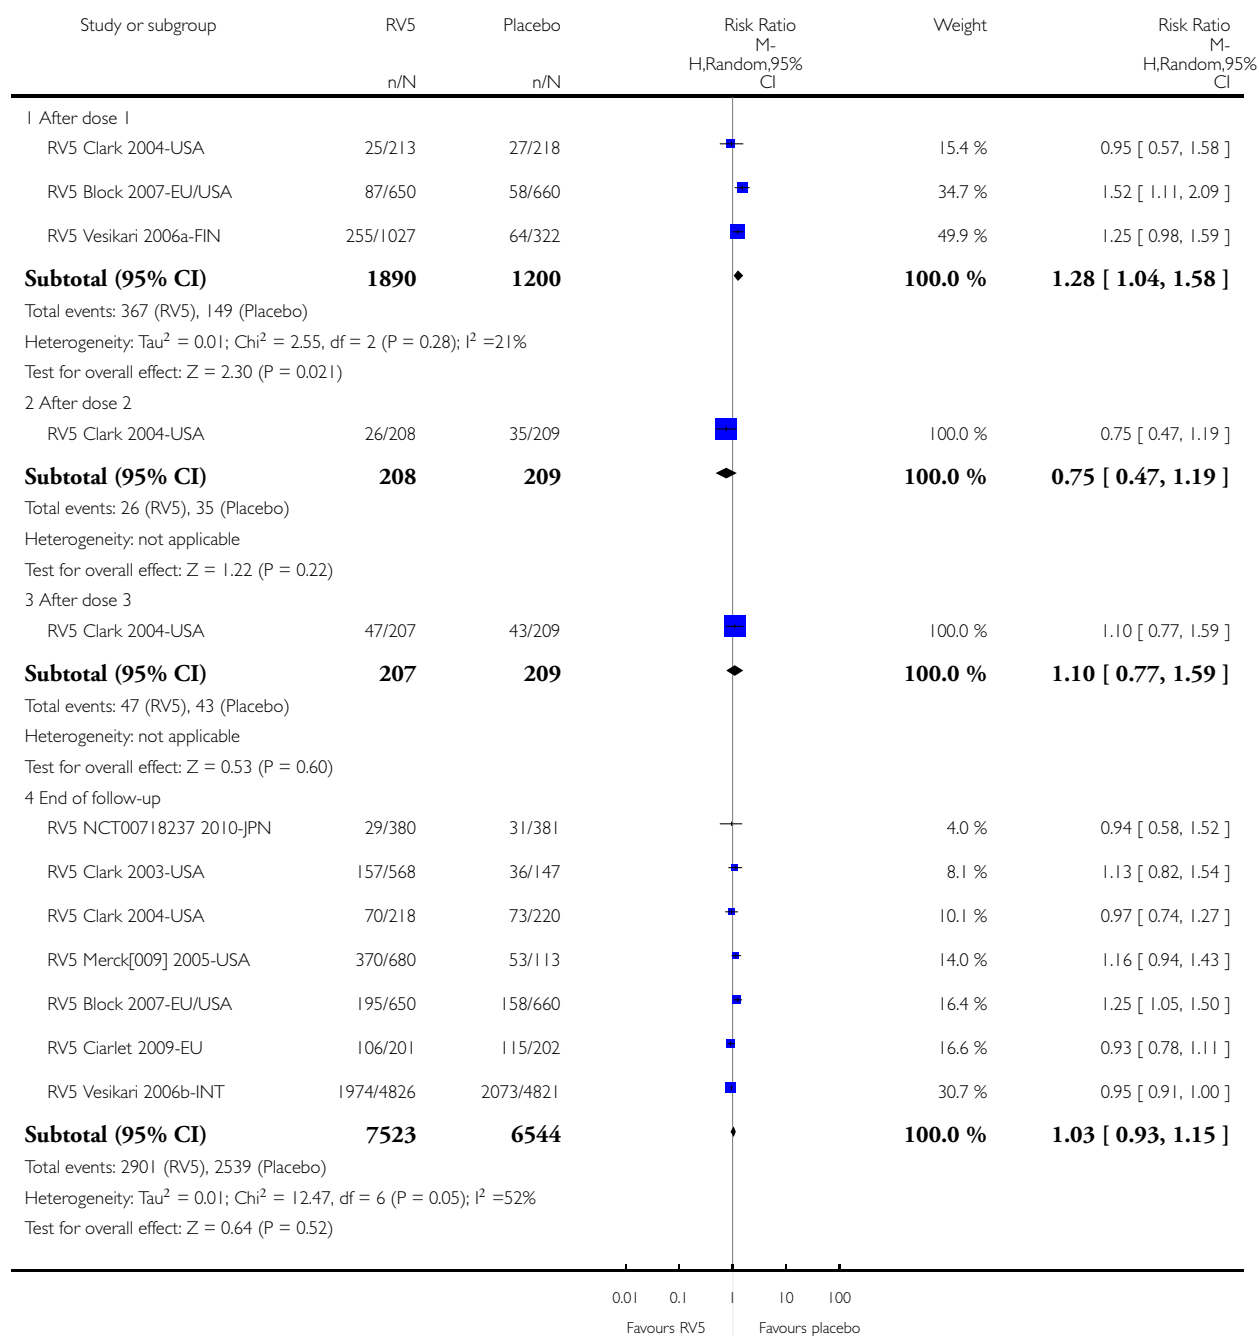 Study or subgroup RV5 Placebo Risk Ratio Weight Risk Ratio
M- M-
H,Random,95% H,Random,95%
n/N n/N CI CI
1 After dose 1
RV5 Clark 2004-USA 25/213 27/218 15.4 % 0.95 [ 0.57, 1.58 ]
RV5 Block 2007-EU/USA 87/650 58/660 34.7 % 1.52 [ 1.11, 2.09 ]
RV5 Vesikari 2006a-FIN 255/1027 64/322 49.9 % 1.25 [ 0.98, 1.59 ]
Subtotal (95% CI) 1890 1200 100.0 % 1.28 [ 1.04, 1.58 ]
Total events: 367 (RV5), 149 (Placebo)
Heterogeneity: Tau² = 0.01; Chi² = 2.55, df = 2 (P = 0.28); I² =21%
Test for overall effect: Z = 2.30 (P = 0.021)
2 After dose 2
RV5 Clark 2004-USA 26/208 35/209 100.0 % 0.75 [ 0.47, 1.19 ]
Subtotal (95% CI) 208 209 100.0 % 0.75 [ 0.47, 1.19 ]
Total events: 26 (RV5), 35 (Placebo)
Heterogeneity: not applicable
Test for overall effect: Z = 1.22 (P = 0.22)
3 After dose 3
RV5 Clark 2004-USA 47/207 43/209 100.0 % 1.10 [ 0.77, 1.59 ]
Subtotal (95% CI) 207 209 100.0 % 1.10 [ 0.77, 1.59 ]
Total events: 47 (RV5), 43 (Placebo)
Heterogeneity: not applicable
Test for overall effect: Z = 0.53 (P = 0.60)
4 End of follow-up
RV5 NCT00718237 2010-JPN 29/380 31/381 4.0 % 0.94 [ 0.58, 1.52 ]
RV5 Clark 2003-USA 157/568 36/147 8.1 % 1.13 [ 0.82, 1.54 ]
RV5 Clark 2004-USA 70/218 73/220 10.1 % 0.97 [ 0.74, 1.27 ]
RV5 Merck[009] 2005-USA 370/680 53/113 14.0 % 1.16 [ 0.94, 1.43 ]
RV5 Block 2007-EU/USA 195/650 158/660 16.4 % 1.25 [ 1.05, 1.50 ]
RV5 Ciarlet 2009-EU 106/201 115/202 16.6 % 0.93 [ 0.78, 1.11 ]
RV5 Vesikari 2006b-INT 1974/4826 2073/4821 30.7 % 0.95 [ 0.91, 1.00 ]
Subtotal (95% CI) 7523 6544 100.0 % 1.03 [ 0.93, 1.15 ]
Total events: 2901 (RV5), 2539 (Placebo)
Heterogeneity: Tau² = 0.01; Chi² = 12.47, df = 6 (P = 0.05); I² =52%
Test for overall effect: Z = 0.64 (P = 0.52)
0.01 0.1 1 10 100
Favours RV5 Favours placebo